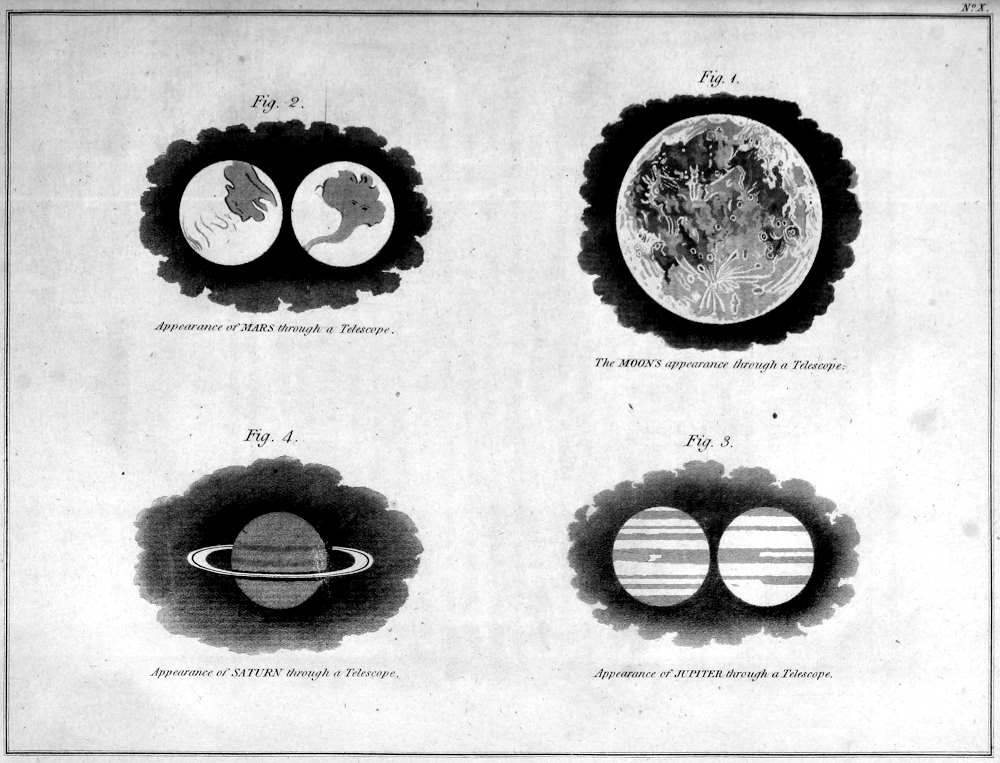 Nº X.
Fig. 2.
Fig. 1.
Appearance of MARS through a Telescope.
The MOONS appearance through a Telescope.
Fig. 4.
Fig. 3.
Appearance of SATURN through a Telescope.
Appearance of JUPITER through a Telescope.